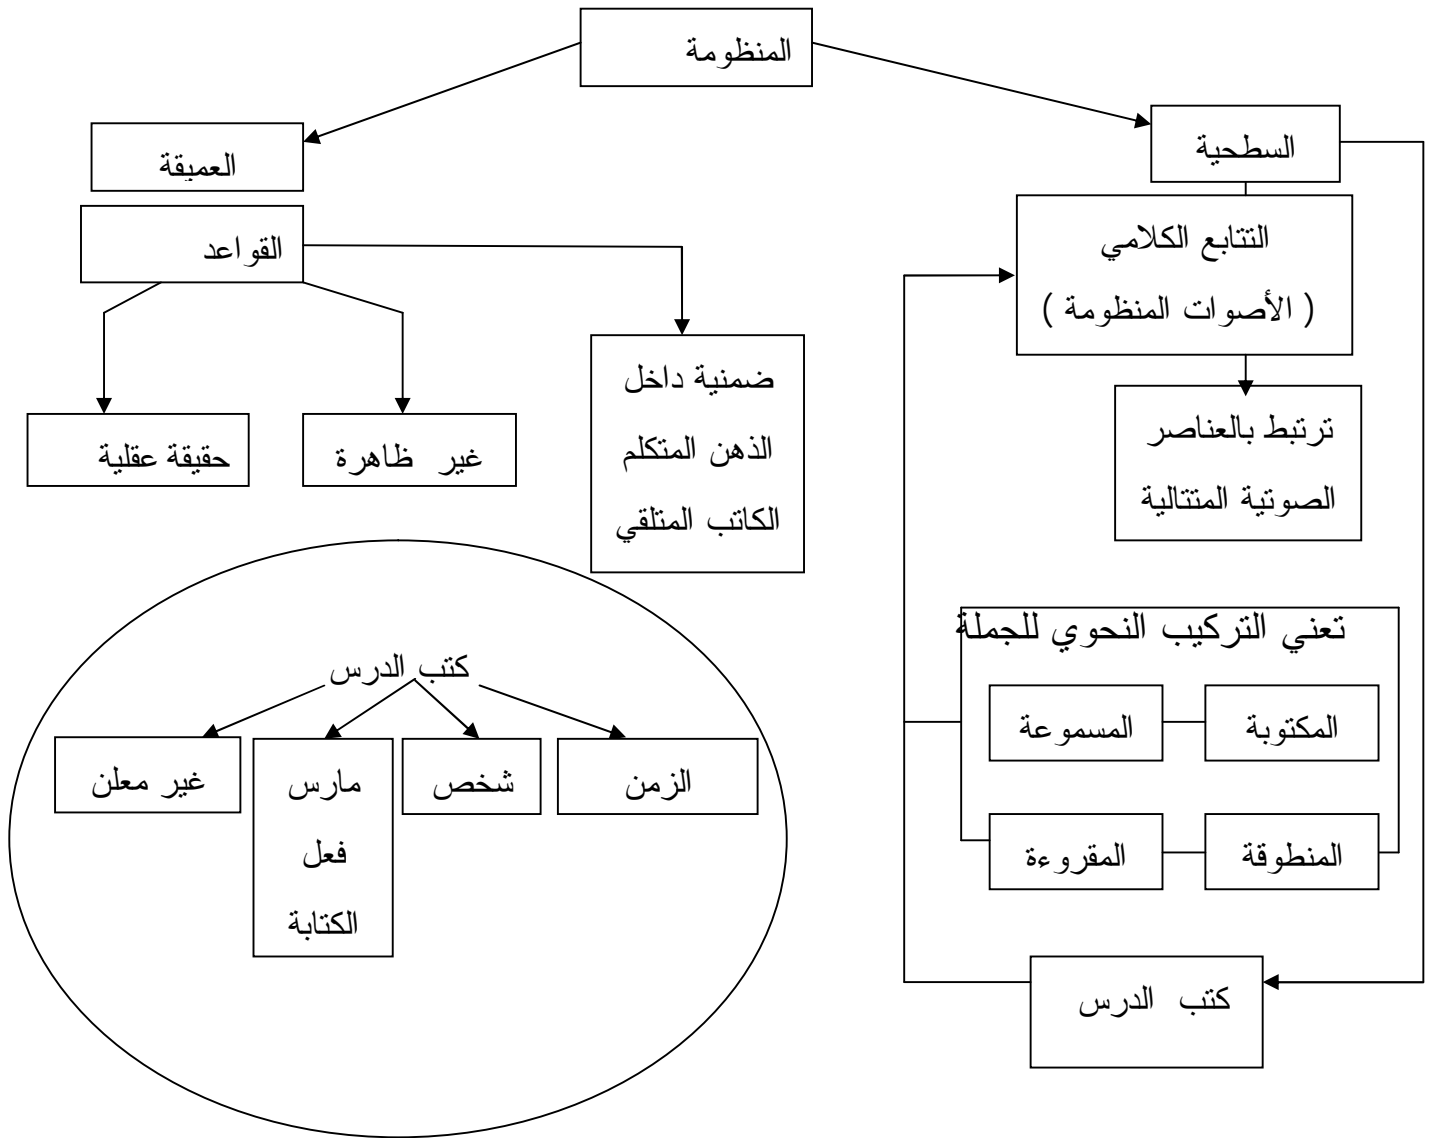 المنظومة
السطحية
العميقة
التتابع الكلامي
( الأصوات المنظومة )
القواعد
ضمنية داخل
الذهن المتكلم
الكاتب المتلقي
ترتبط بالعناصر
الصوتية المتتالية
غير ظاهرة
حقيقة عقلية
تعني التركيب النحوي للجملة
المكتوبة
المسموعة
المنطوقة
المقروءة
كتب الدرس
كتب الدرس
الزمن
شخص
مارس
فعل
الكتابة
غير معلن